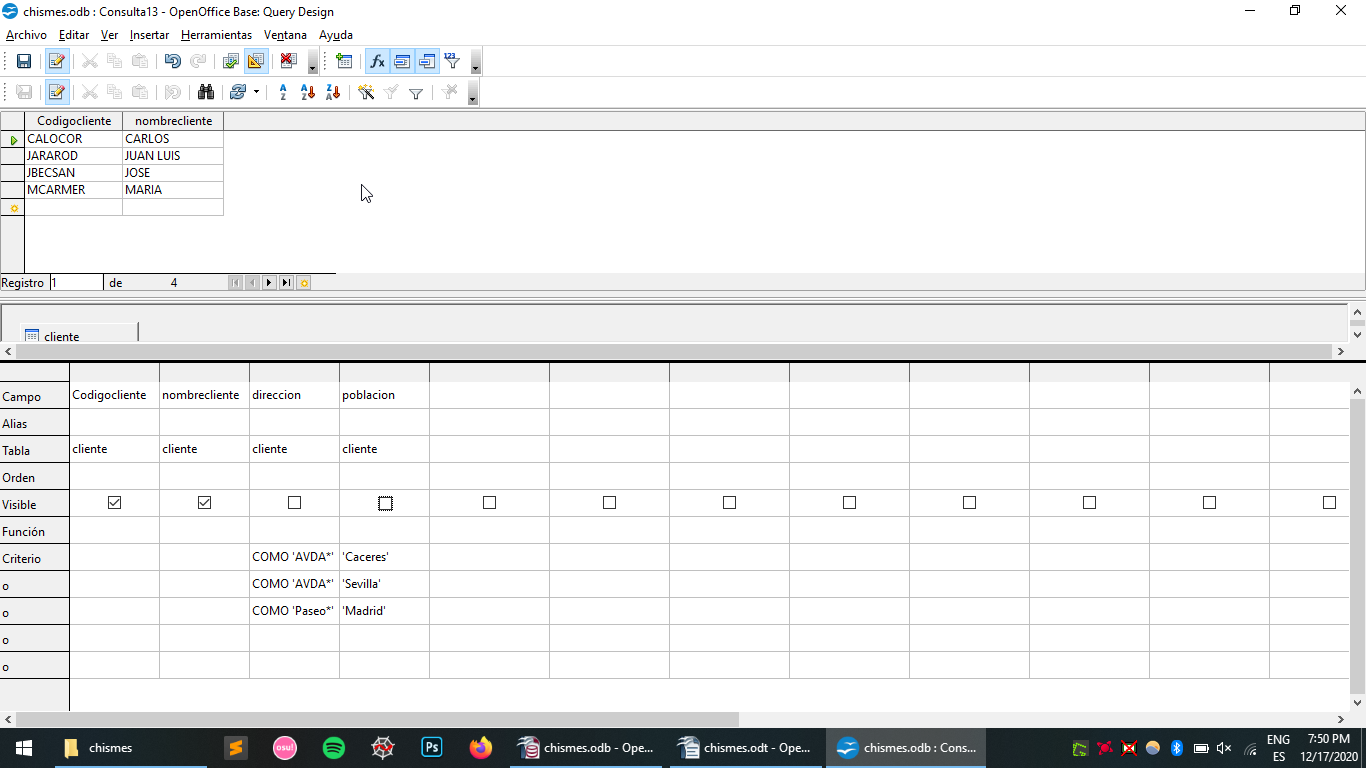 chismes.odb : Consulta13 - OpenOffice Base: Query Design
Archivo Editar Ver Insertar Herramientas Ventana Ayuda
Codigocliente nombrecliente
CALOCOR CARLOS
JARAROD JUAN LUIS
JBECSAN JOSE
MCARMER MARIA
Registro 1 de 4
cliente
Campo Codigocliente nombrecliente direccion poblacion
Alias
Tabla cliente cliente cliente cliente
Orden
Visible
Función
Criterio COMO 'AVDA*' 'Caceres'
o COMO 'AVDA*' 'Sevilla'
o COMO 'Paseo*' 'Madrid'
o
o
chismes osu! Ps chismes.odb - Ope... chismes.odt - Ope... chismes.odb : Cons... ENG 7:50 PM
ES 12/17/2020